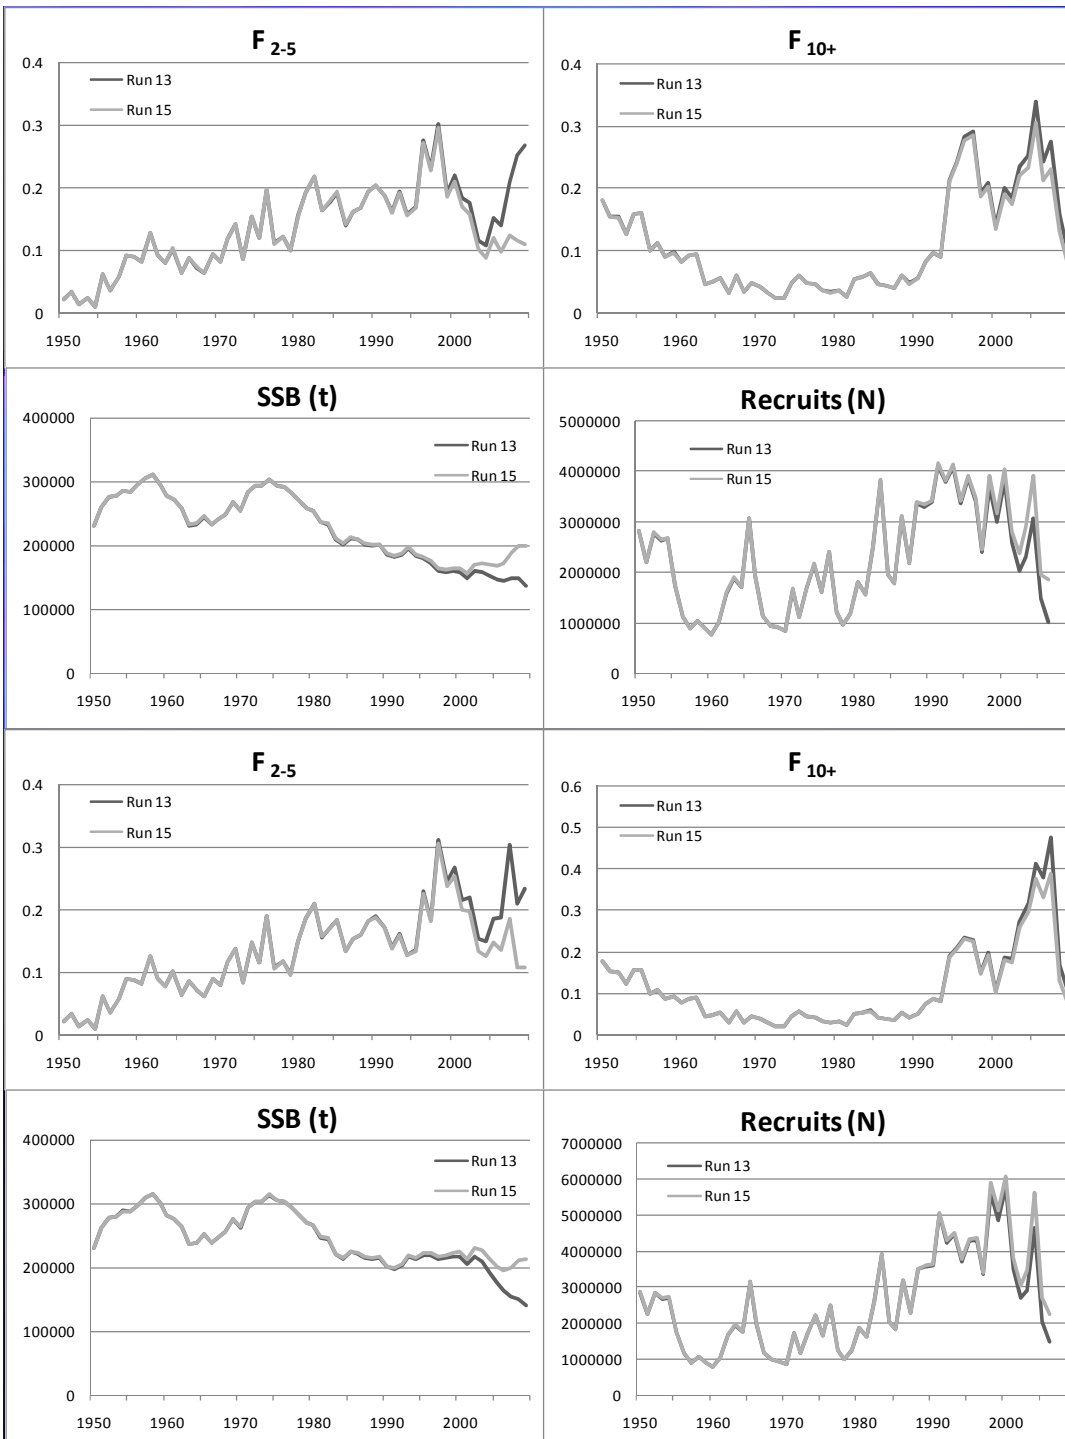 F 2-5
0.4
0.3
0.2
0.1
0
Run 13
Run 15
1950 1960 1970 1980 1990 2000
F 10+
0.4
0.3
0.2
0.1
0
Run 13
Run 15
1950 1960 1970 1980 1990 2000
SSB (t)
400000
300000
200000
100000
0
Run 13
Run 15
1950 1960 1970 1980 1990 2000
Recruits (N)
5000000
4000000
3000000
2000000
1000000
0
Run 13
Run 15
1950 1960 1970 1980 1990 2000
F 2-5
0.4
0.3
0.2
0.1
0
Run 13
Run 15
1950 1960 1970 1980 1990 2000
F 10+
0.6
0.5
0.4
0.3
0.2
0.1
0
Run 13
Run 15
1950 1960 1970 1980 1990 2000
SSB (t)
400000
300000
200000
100000
0
Run 13
Run 15
1950 1960 1970 1980 1990 2000
Recruits (N)
7000000
6000000
5000000
4000000
3000000
2000000
1000000
0
Run 13
Run 15
1950 1960 1970 1980 1990 2000